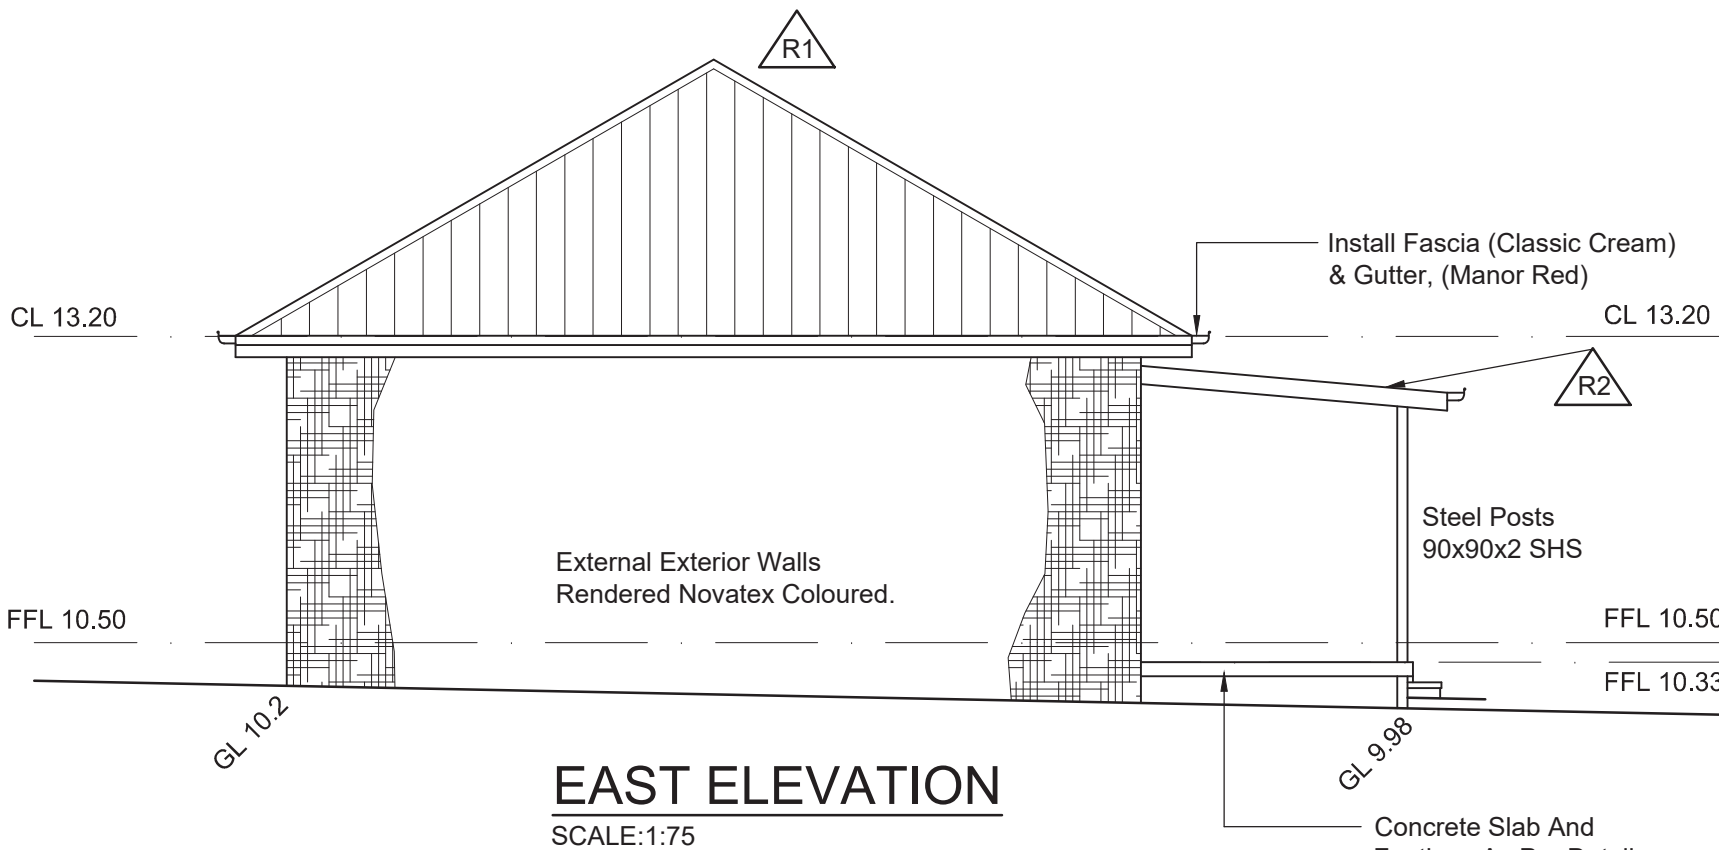 R1
Install Fascia (Classic Cream)
& Gutter, (Manor Red)
CL 13.20
CL 13.20
R2
Steel Posts
90x90x2 SHS
External Exterior Walls
Rendered Novatex Coloured.
FFL 10.50
FFL 10.50
FFL 10.33
GL 10.2
GL 9.98
EAST ELEVATION
SCALE:1:75
Concrete Slab And